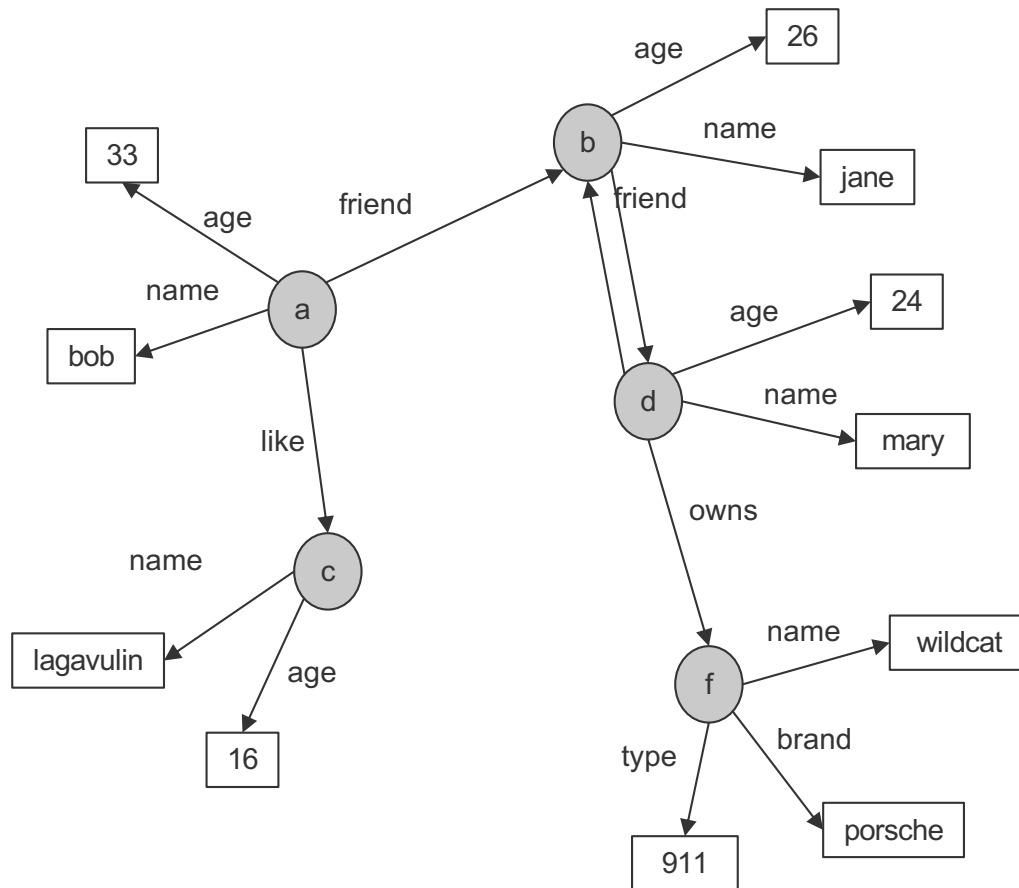 age
26
b
name
jane
33
age
friend
friend
name
a
bob
age
24
d
name
mary
like
owns
c
name
lagavulin
age
16
f
name
wildcat
type
brand
911
porsche